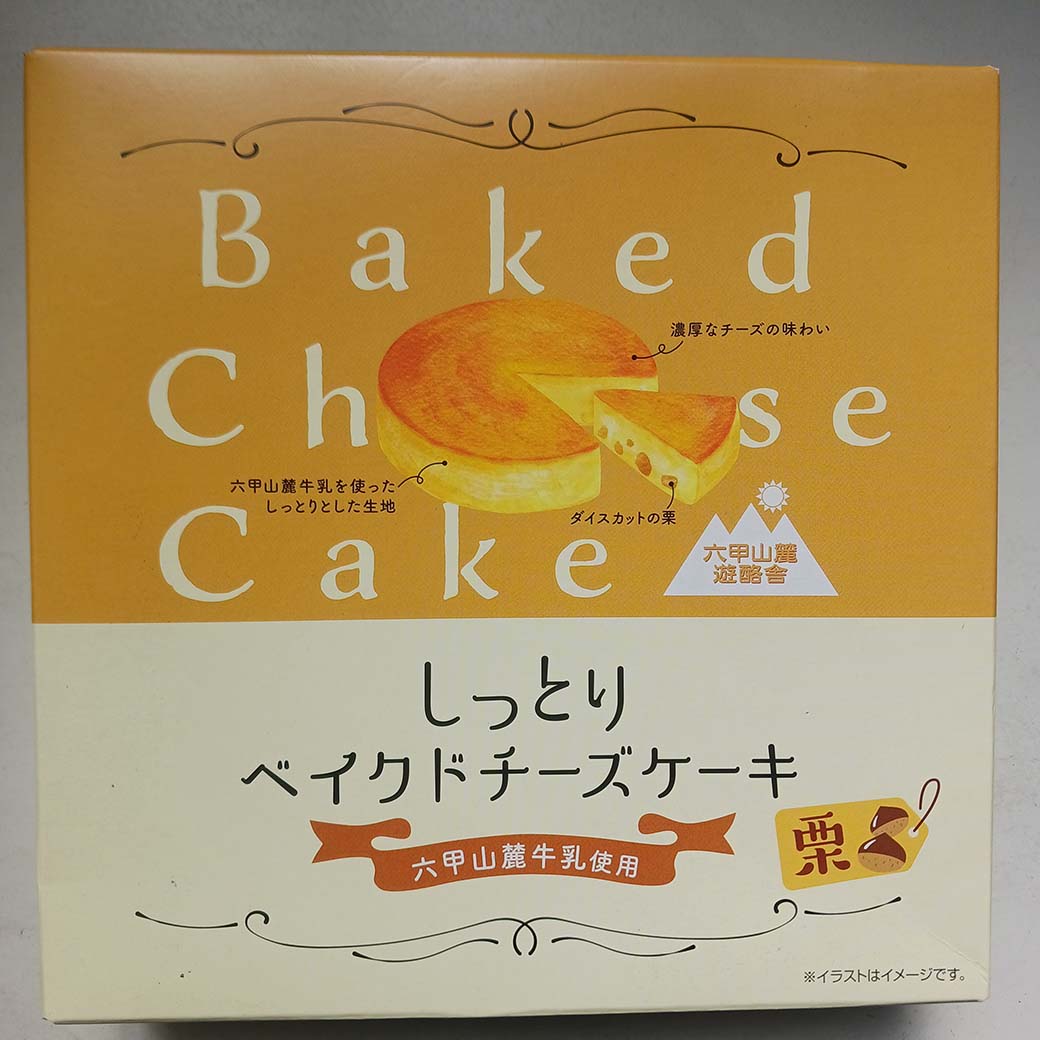 Baked
濃厚なチーズの味わい
Ch se
六甲山麓牛乳を使った
しっとりとした生地
ダイスカットの栗
Cake
六甲山麓
遊酪舎
しっとり
ベイクドチーズケーキ
六甲山麓牛乳使用
栗
※イラストはイメージです。